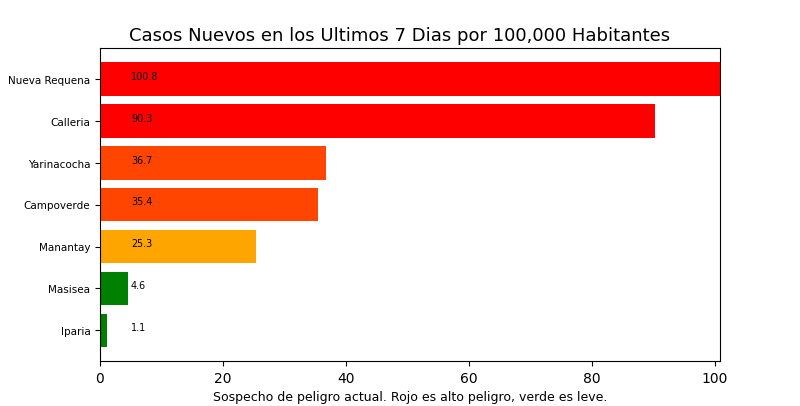 Casos Nuevos en los Ultimos 7 Dias por 100,000 Habitantes
Nueva Requena 100.8
Calleria 90.3
Yarinacocha 36.7
Campoverde 35.4
Manantay 25.3
Masisea 4.6
Iparia 1.1
0 20 40 60 80 100
Sospecho de peligro actual. Rojo es alto peligro, verde es leve.